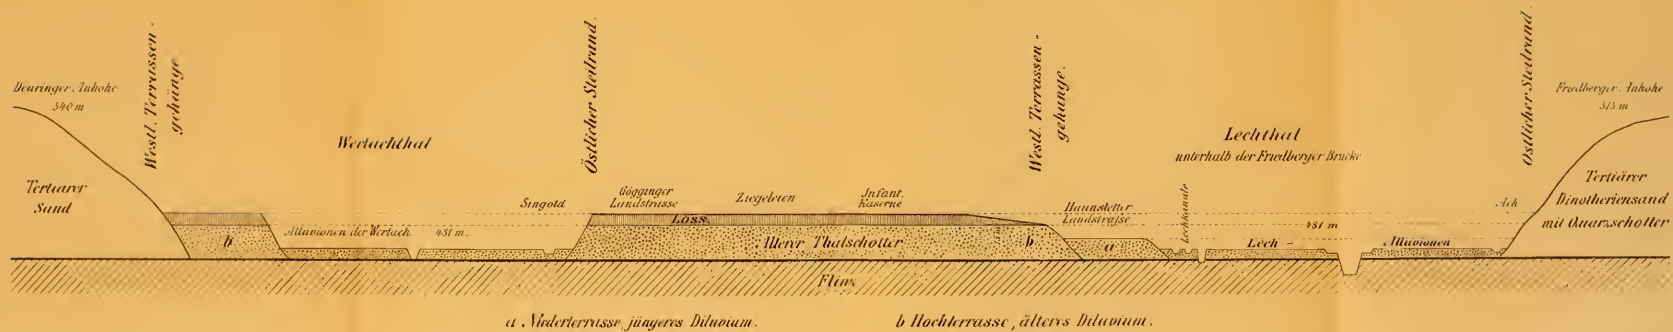 Westl. Terrassen-
gehänge
Östlicher Steilrand.
Westl. Terrassen-
gehange.
Östlicher Steilrand.
Deuringer Anhöhe
540 m
Friedberger Anhöhe
515 m
Wertachthal
Lechthal
unterhalb der Friedberger Brücke
Tertiärer
Sand
Singold
Gögginger
Landstrasse
Ziegeleien
Infant.
Kaserne
Haunstetter
Landstraſse
Lechkanäle
Ach
Tertiärer
Dinotheriensand
mit Quarzschotter
Löss.
b
Alluvionen der Wertach
481 m.
Älterer Thalschotter
b
a
481 m
Lech -
Alluvionen
Flinz
a Niederterrasse, jüngeres Diluvium.
b Hochterrasse, älteres Diluvium.